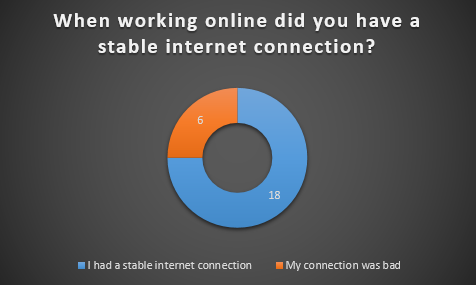 When working online did you have a
stable internet connection?
6
18
I had a stable internet connection
My connection was bad